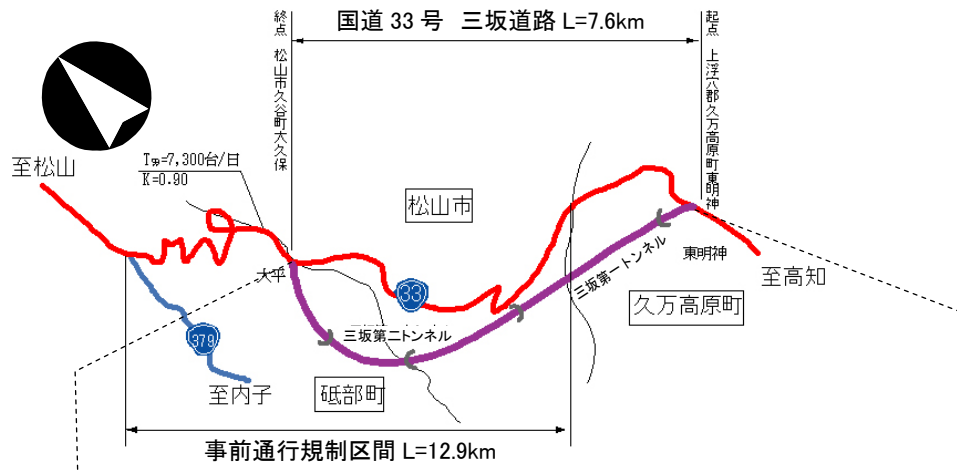 国道 33 号 三坂道路 L=7.6km
終点 松山市久谷町大久保
起点 上浮穴郡久万高原町東明神
至松山
T99=7,300台/日
K=0.90
松山市
大平
33
三坂第一トンネル
東明神
至高知
久万高原町
三坂第二トンネル
379
至内子
砥部町
事前通行規制区間 L=12.9km